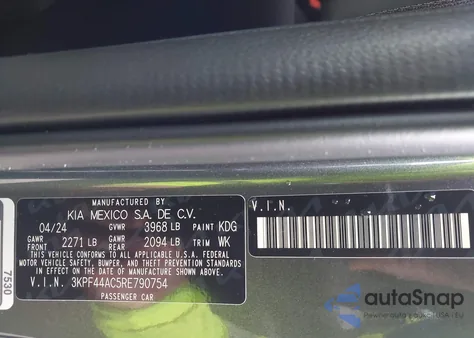 MANUFACTURED BY
KIA MEXICO S.A. DE C.V.
04/24 GVWR 3968 LB PAINT KDG
GAWR FRONT 2271 LB GAWR REAR 2094 LB TRIM WK
THIS VEHICLE CONFORMS TO ALL APPLICABLE FEDERAL
MOTOR VEHICLE SAFETY, BUMPER, AND THEFT PREVENTION
STANDARDS IN EFFECT ON THE DATE OF MANUFACTURE SHOWN ABOVE.
V.I.N. 3KPF44AC5RE790754
PASSENGER CAR
V.I.N.
7530
autoSnap